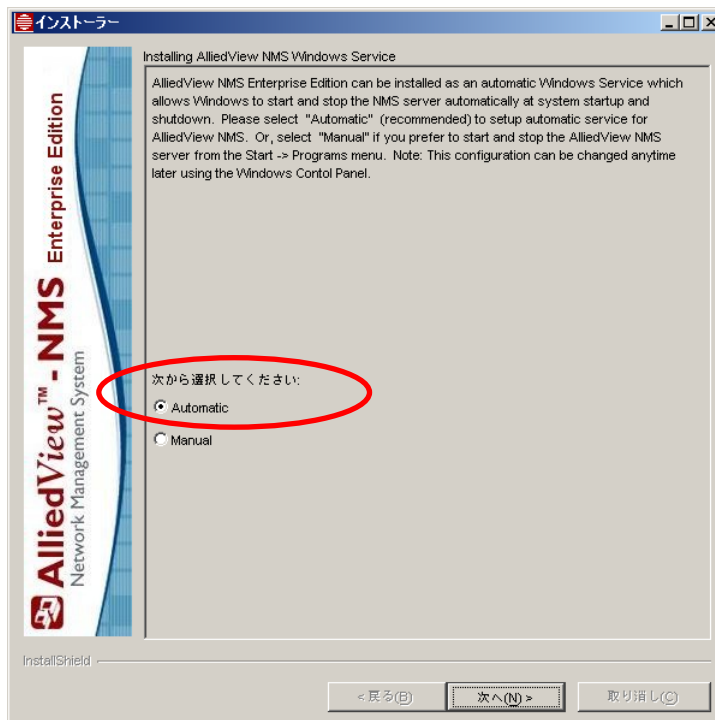 インストーラー
Installing AlliedView NMS Windows Service
AlliedView NMS Enterprise Edition can be installed as an automatic Windows Service which
allows Windows to start and stop the NMS server automatically at system startup and
shutdown. Please select "Automatic" (recommended) to setup automatic service for
AlliedView NMS. Or, select "Manual" if you prefer to start and stop the AlliedView NMS
server from the Start -> Programs menu. Note: This configuration can be changed anytime
later using the Windows Contol Panel.
次から選択してください:
Automatic
Manual
AlliedView™ - NMS Enterprise Edition
Network Management System
InstallShield
< 戻る(B)
次へ(N) >
取り消し(C)